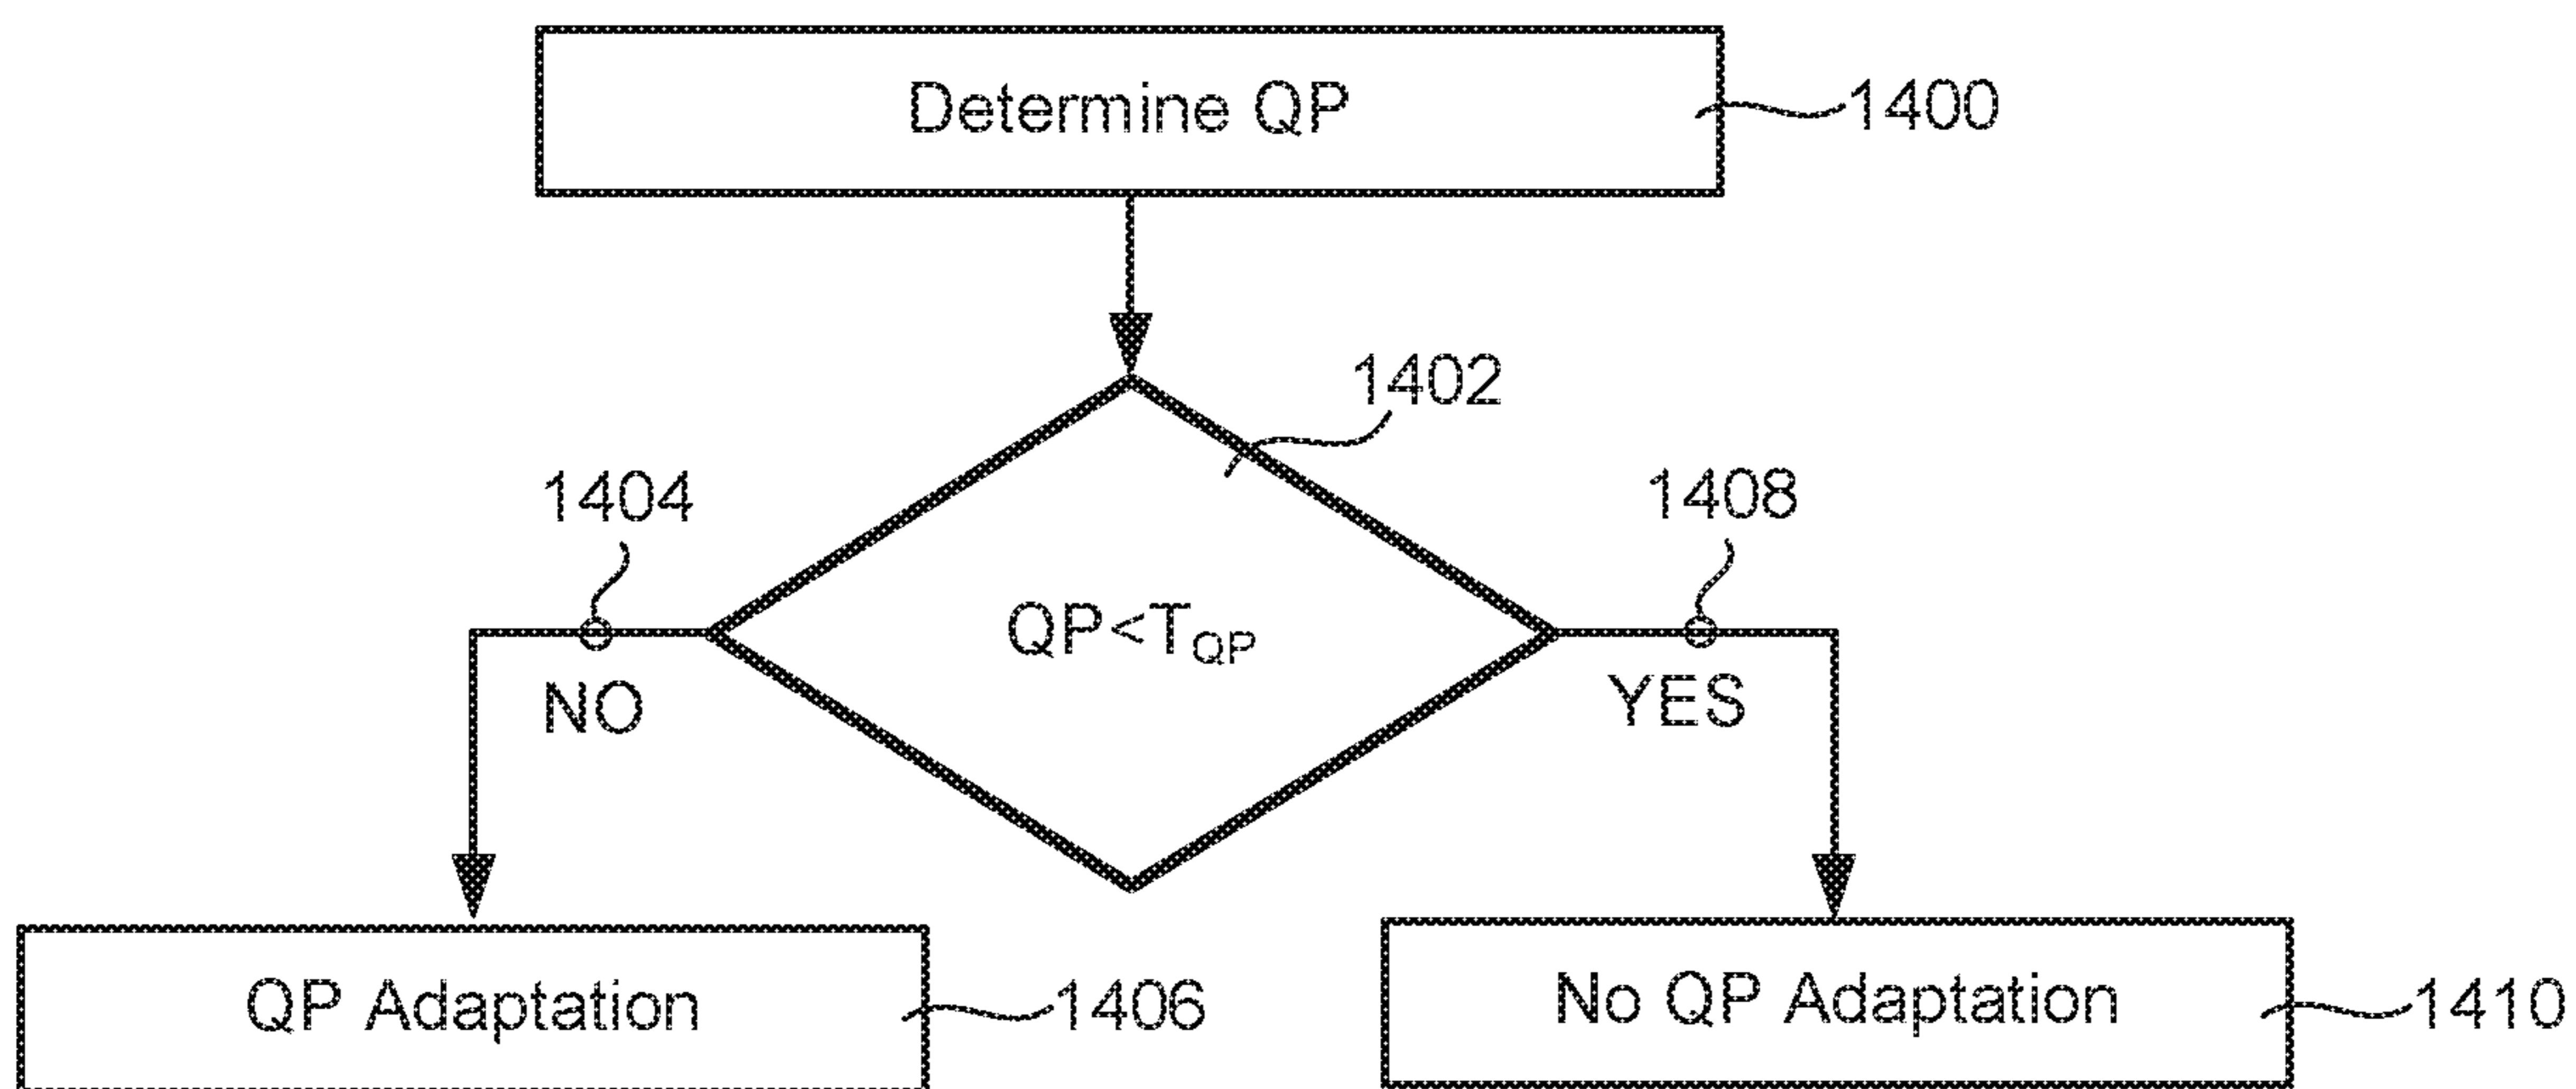 Determine QP
1400
1402
1404
1408
QP<TQP
NO
YES
QP Adaptation
1406
No QP Adaptation
1410